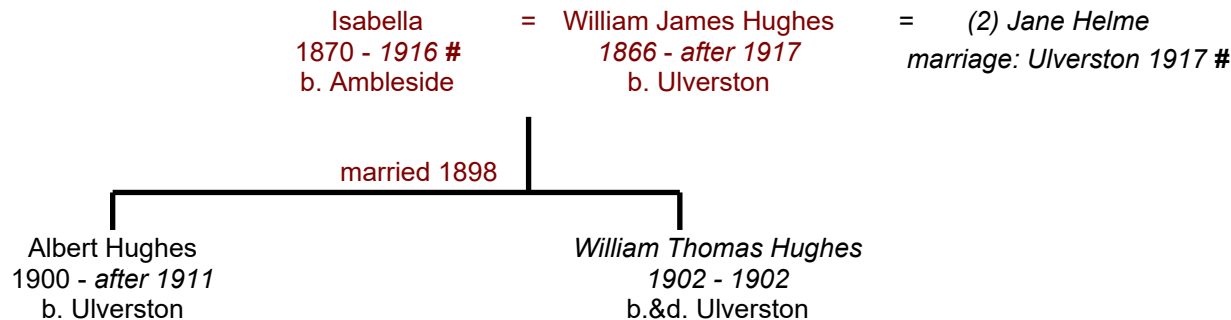 Isabella = William James Hughes = (2) Jane Helme
1870 - 1916 # 1866 - after 1917 marriage: Ulverston 1917 #
b. Ambleside b. Ulverston
married 1898
Albert Hughes William Thomas Hughes
1900 - after 1911 1902 - 1902
b. Ulverston b.&d. Ulverston